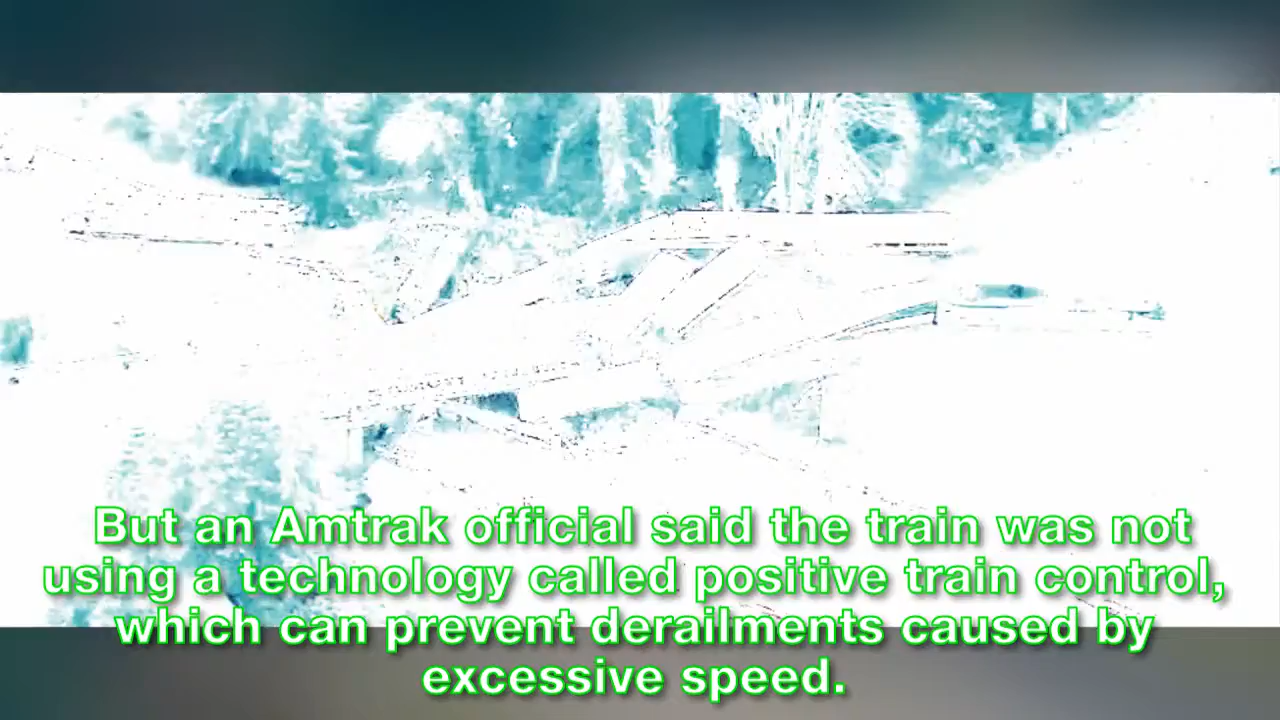 But an Amtrak official said the train was not
using a technology called positive train control,
which can prevent derailments caused by
excessive speed.